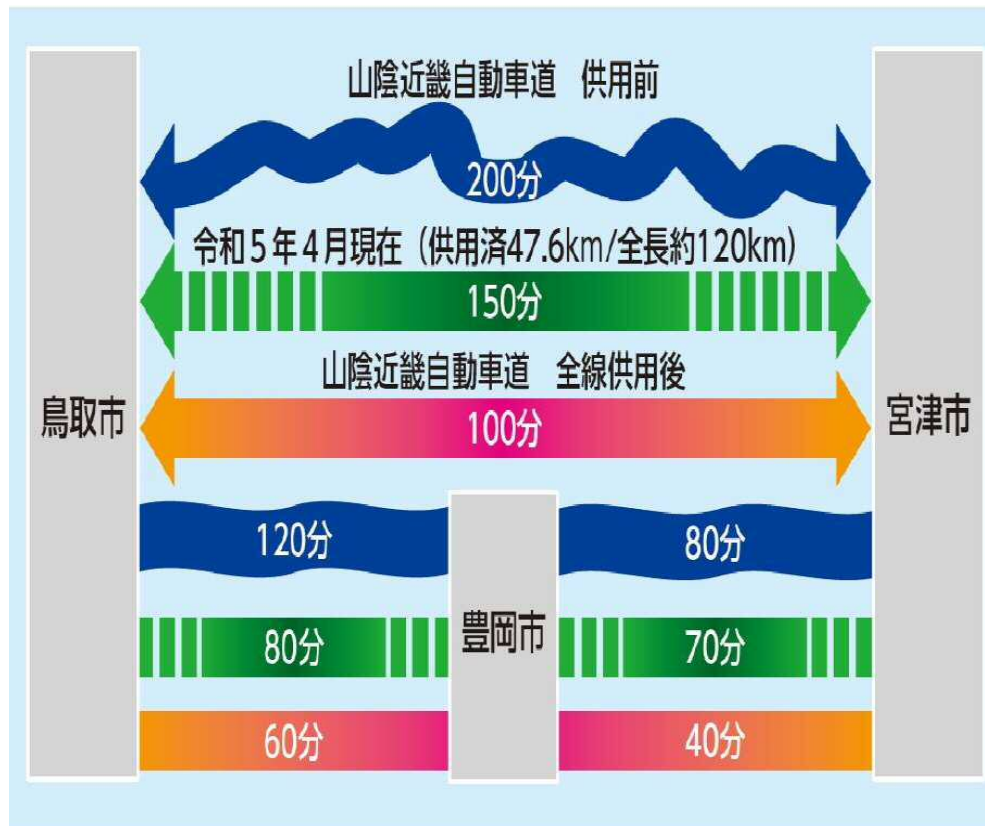 山陰近畿自動車道　供用前
200分
令和５年４月現在（供用済47.6km/全長約120km）
150分
山陰近畿自動車道　全線供用後
100分
鳥取市
宮津市
120分
80分
豊岡市
80分
70分
60分
40分